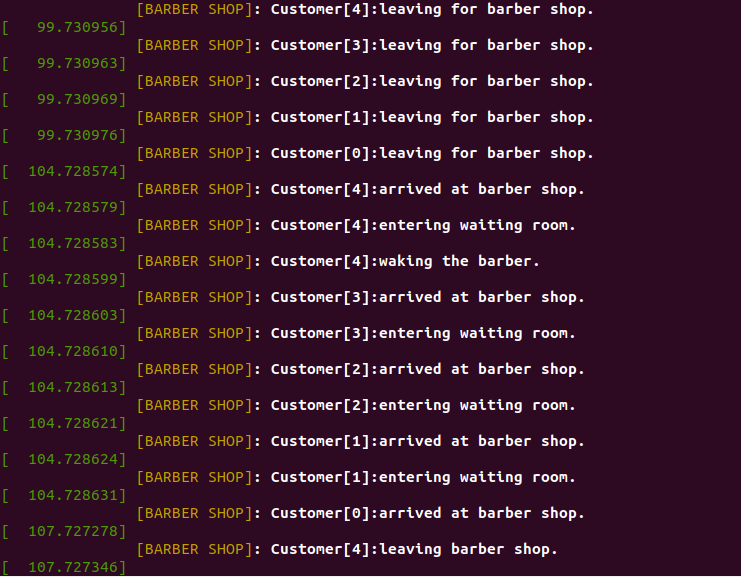 [BARBER SHOP]: Customer[4]:leaving for barber shop.
[   99.730956]
[BARBER SHOP]: Customer[3]:leaving for barber shop.
[   99.730963]
[BARBER SHOP]: Customer[2]:leaving for barber shop.
[   99.730969]
[BARBER SHOP]: Customer[1]:leaving for barber shop.
[   99.730976]
[BARBER SHOP]: Customer[0]:leaving for barber shop.
[  104.728574]
[BARBER SHOP]: Customer[4]:arrived at barber shop.
[  104.728579]
[BARBER SHOP]: Customer[4]:entering waiting room.
[  104.728583]
[BARBER SHOP]: Customer[4]:waking the barber.
[  104.728599]
[BARBER SHOP]: Customer[3]:arrived at barber shop.
[  104.728603]
[BARBER SHOP]: Customer[3]:entering waiting room.
[  104.728610]
[BARBER SHOP]: Customer[2]:arrived at barber shop.
[  104.728613]
[BARBER SHOP]: Customer[2]:entering waiting room.
[  104.728621]
[BARBER SHOP]: Customer[1]:arrived at barber shop.
[  104.728624]
[BARBER SHOP]: Customer[1]:entering waiting room.
[  104.728631]
[BARBER SHOP]: Customer[0]:arrived at barber shop.
[  107.727278]
[BARBER SHOP]: Customer[4]:leaving barber shop.
[  107.727346]